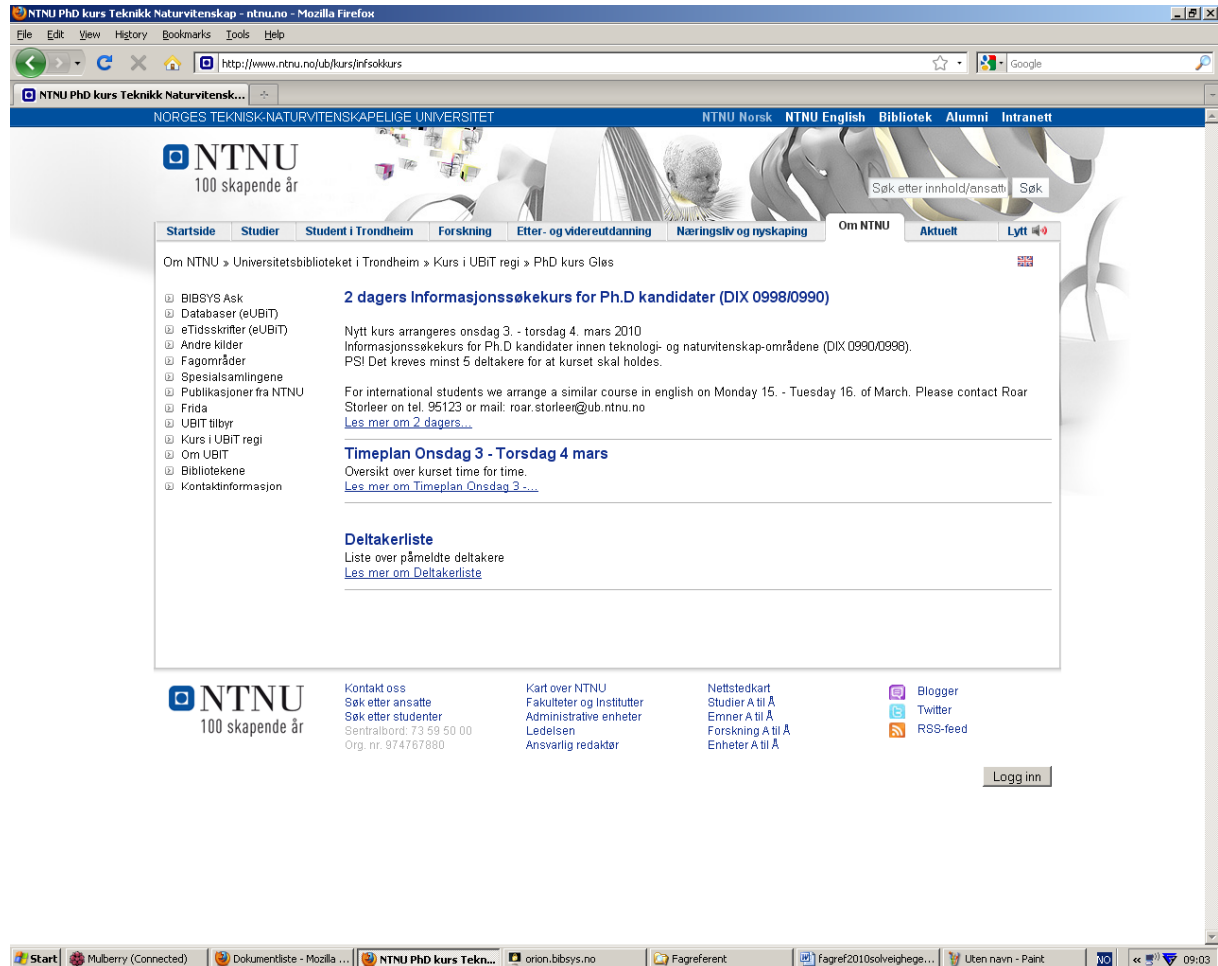 NTNU PhD kurs Teknikk Naturvitenskap - ntnu.no - Mozilla Firefox
File Edit View History Bookmarks Tools Help
http://www.ntnu.no/ub/kurs/infsokkurs
Google
NTNU PhD kurs Teknikk Naturvitensk...
NORGES TEKNISK-NATURVITENSKAPELIGE UNIVERSITET
NTNU Norsk NTNU English Bibliotek Alumni Intranett
NTNU
100 skapende år
Søk etter innhold/ansatt Søk
Startside Studier Student i Trondheim Forskning Etter- og videreutdanning Næringsliv og nyskaping Om NTNU Aktuelt Lytt
Om NTNU » Universitetsbiblioteket i Trondheim » Kurs i UBiT regi » PhD kurs Gløs
BIBSYS Ask
Databaser (eUBiT)
eTidsskrifter (eUBiT)
Andre kilder
Fagområder
Spesialsamlingene
Publikasjoner fra NTNU
Frida
UBIT tilbyr
Kurs i UBiT regi
Om UBIT
Bibliotekene
Kontaktinformasjon
2 dagers Informasjonssøkekurs for Ph.D kandidater (DIX 0998/0990)
Nytt kurs arrangeres onsdag 3. - torsdag 4. mars 2010
Informasjonssøkekurs for Ph.D kandidater innen teknologi- og naturvitenskap-områdene (DIX 0990/0998).
PS! Det kreves minst 5 deltakere for at kurset skal holdes.
For international students we arrange a similar course in english on Monday 15. - Tuesday 16. of March. Please contact Roar
Storleer on tel. 95123 or mail: roar.storleer@ub.ntnu.no
Les mer om 2 dagers...
Timeplan Onsdag 3 - Torsdag 4 mars
Oversikt over kurset time for time.
Les mer om Timeplan Onsdag 3 -...
Deltakerliste
Liste over påmeldte deltakere
Les mer om Deltakerliste
NTNU
100 skapende år
Kontakt oss
Søk etter ansatte
Søk etter studenter
Sentralbord: 73 59 50 00
Org. nr. 974767880
Kart over NTNU
Fakulteter og Institutter
Administrative enheter
Ledelsen
Ansvarlig redaktør
Nettstedkart
Studier A til Å
Emner A til Å
Forskning A til Å
Enheter A til Å
Blogger
Twitter
RSS-feed
Logg inn
Start Mulberry (Connected) Dokumentliste - Mozilla ... NTNU PhD kurs Tekn... orion.bibsys.no Fagreferent fagref2010solveighege... Uten navn - Paint NO 09:03